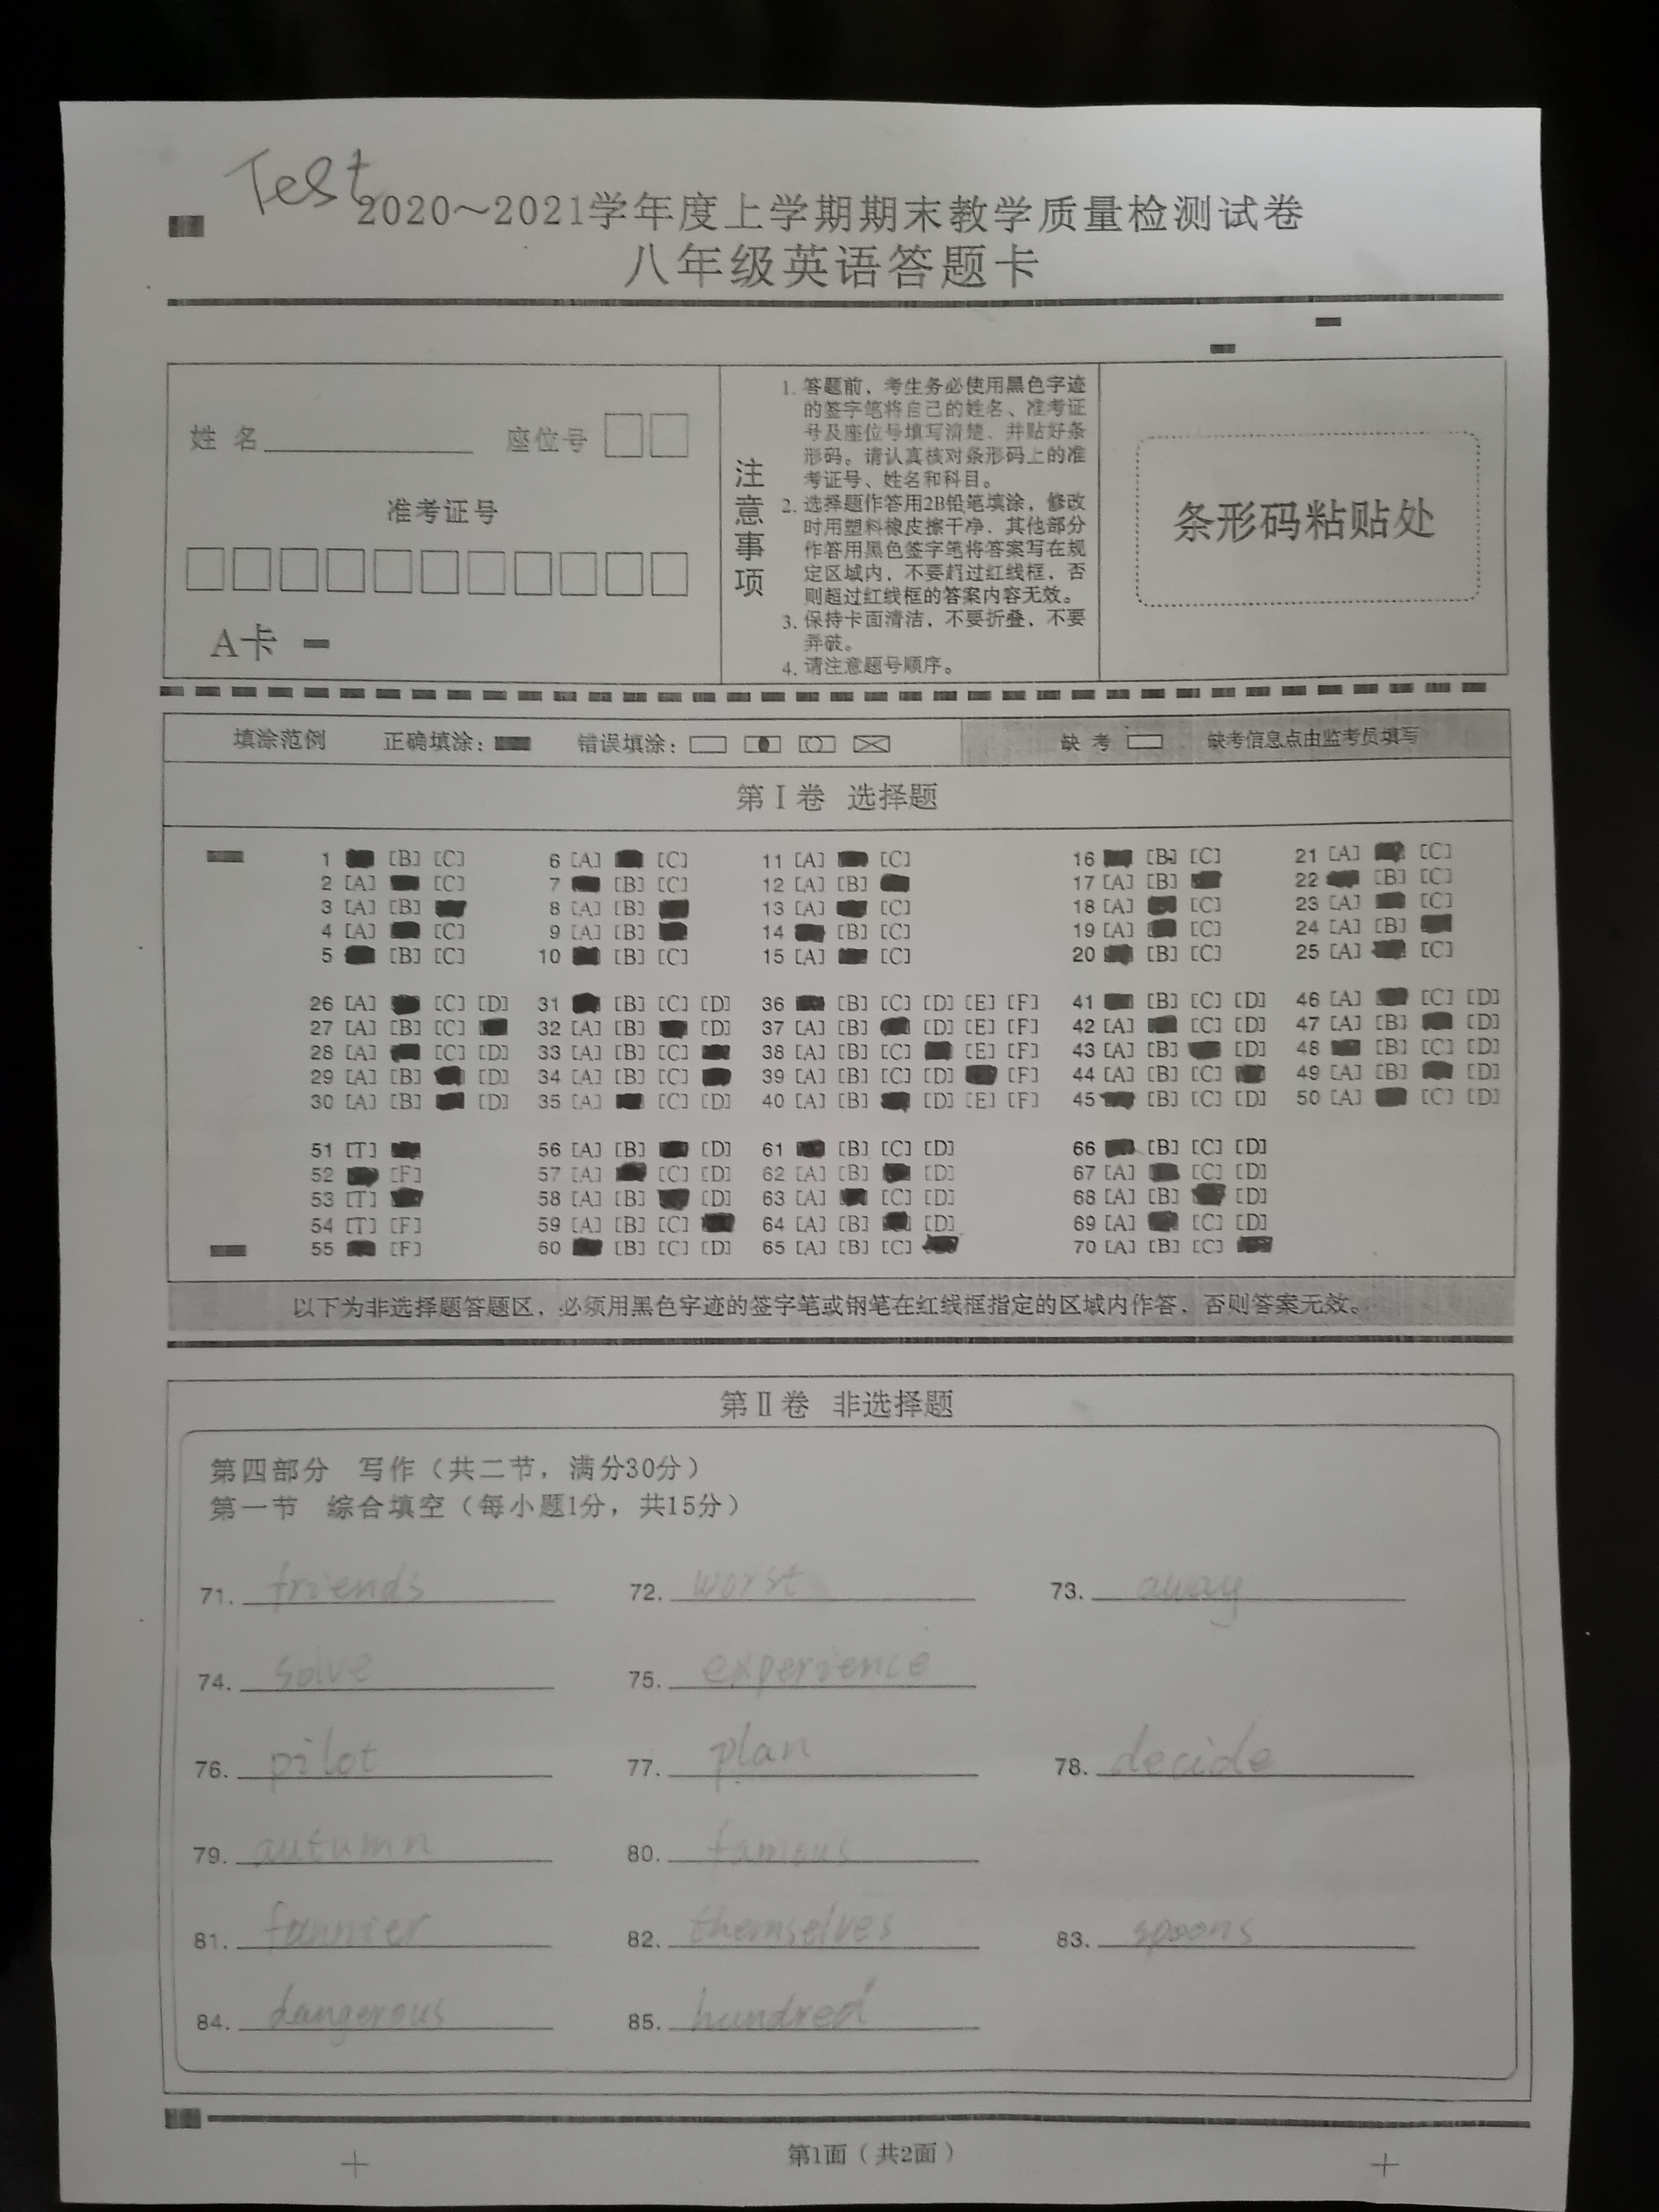 Test
2020～2021学年度上学期期末教学质量检测试卷
八年级英语答题卡
姓 名 座位号
准考证号
A卡
注意事项
1. 答题前，考生务必使用黑色字迹
的签字笔将自己的姓名、准考证
号及座位号填写清楚，并贴好条
形码。请认真核对条形码上的准
考证号、姓名和科目。
2. 选择题作答用2B铅笔填涂，修改
时用塑料橡皮擦干净，其他部分
作答用黑色签字笔将答案写在规
定区域内，不要超过红线框，否
则超过红线框的答案内容无效。
3. 保持卡面清洁，不要折叠，不要
弄破。
4. 请注意题号顺序。
条形码粘贴处
填涂范例 正确填涂： 错误填涂： 缺 考 缺考信息点由监考员填写
第Ⅰ卷 选择题
1 [B] [C] 6 [A] [C] 11 [A] [C] 16 [B] [C] 21 [A] [C]
2 [A] [C] 7 [B] [C] 12 [A] [B] 17 [A] [B] 22 [B] [C]
3 [A] [B] 8 [A] [B] 13 [A] [C] 18 [A] [C] 23 [A] [C]
4 [A] [C] 9 [A] [B] 14 [B] [C] 19 [A] [C] 24 [A] [B]
5 [B] [C] 10 [B] [C] 15 [A] [C] 20 [B] [C] 25 [A] [C]
26 [A] [C] [D] 31 [B] [C] [D] 36 [B] [C] [D] [E] [F] 41 [B] [C] [D] 46 [A] [C] [D]
27 [A] [B] [C] 32 [A] [B] [D] 37 [A] [B] [D] [E] [F] 42 [A] [C] [D] 47 [A] [B] [D]
28 [A] [C] [D] 33 [A] [B] [C] 38 [A] [B] [C] [E] [F] 43 [A] [B] [D] 48 [B] [C] [D]
29 [A] [B] [D] 34 [A] [B] [C] 39 [A] [B] [C] [D] [F] 44 [A] [B] [C] 49 [A] [B] [D]
30 [A] [B] [D] 35 [A] [C] [D] 40 [A] [B] [D] [E] [F] 45 [B] [C] [D] 50 [A] [C] [D]
51 [T] 56 [A] [B] [D] 61 [B] [C] [D] 66 [B] [C] [D]
52 [F] 57 [A] [C] [D] 62 [A] [B] [D] 67 [A] [C] [D]
53 [T] 58 [A] [B] [D] 63 [A] [C] [D] 68 [A] [B] [D]
54 [T] [F] 59 [A] [B] [C] 64 [A] [B] [D] 69 [A] [C] [D]
55 [F] 60 [B] [C] [D] 65 [A] [B] [C] 70 [A] [B] [C]
以下为非选择题答题区，必须用黑色字迹的签字笔或钢笔在红线框指定的区域内作答，否则答案无效。
第Ⅱ卷 非选择题
第四部分 写作（共二节，满分30分）
第一节 综合填空（每小题1分，共15分）
71. friends 72. worst 73. away
74. solve 75. experience
76. pilot 77. plan 78. decide
79. autumn 80. famous
81. funnier 82. themselves 83. spoons
84. dangerous 85. hundred
第1面（共2面）